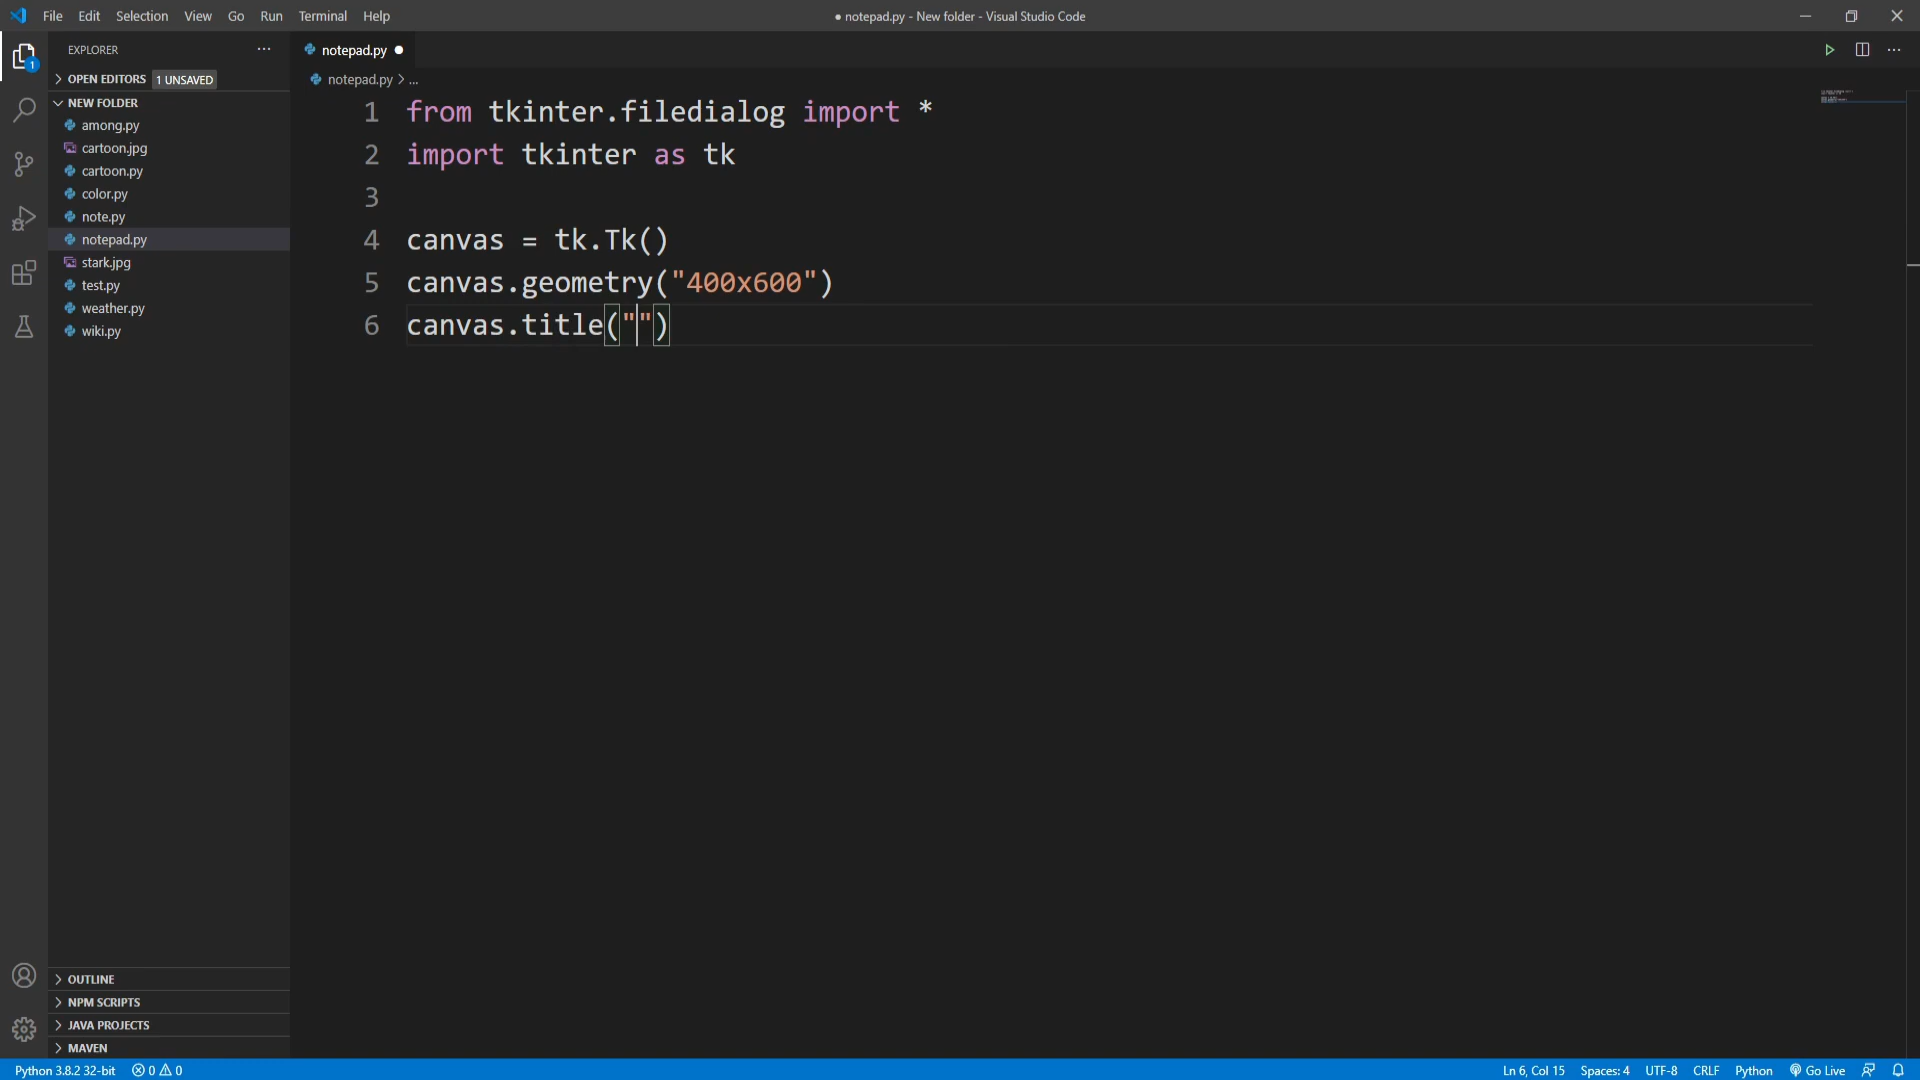 File Edit Selection View Go Run Terminal Help
● notepad.py - New folder - Visual Studio Code
EXPLORER
···
notepad.py ●
1
OPEN EDITORS 1 UNSAVED
notepad.py > ...
NEW FOLDER
among.py
cartoon.jpg
cartoon.py
color.py
note.py
notepad.py
stark.jpg
test.py
weather.py
wiki.py
1 from tkinter.filedialog import *
2 import tkinter as tk
3
4 canvas = tk.Tk()
5 canvas.geometry("400x600")
6 canvas.title("")
OUTLINE
NPM SCRIPTS
JAVA PROJECTS
MAVEN
Python 3.8.2 32-bit 0 0 Ln 6, Col 15 Spaces: 4 UTF-8 CRLF Python Go Live